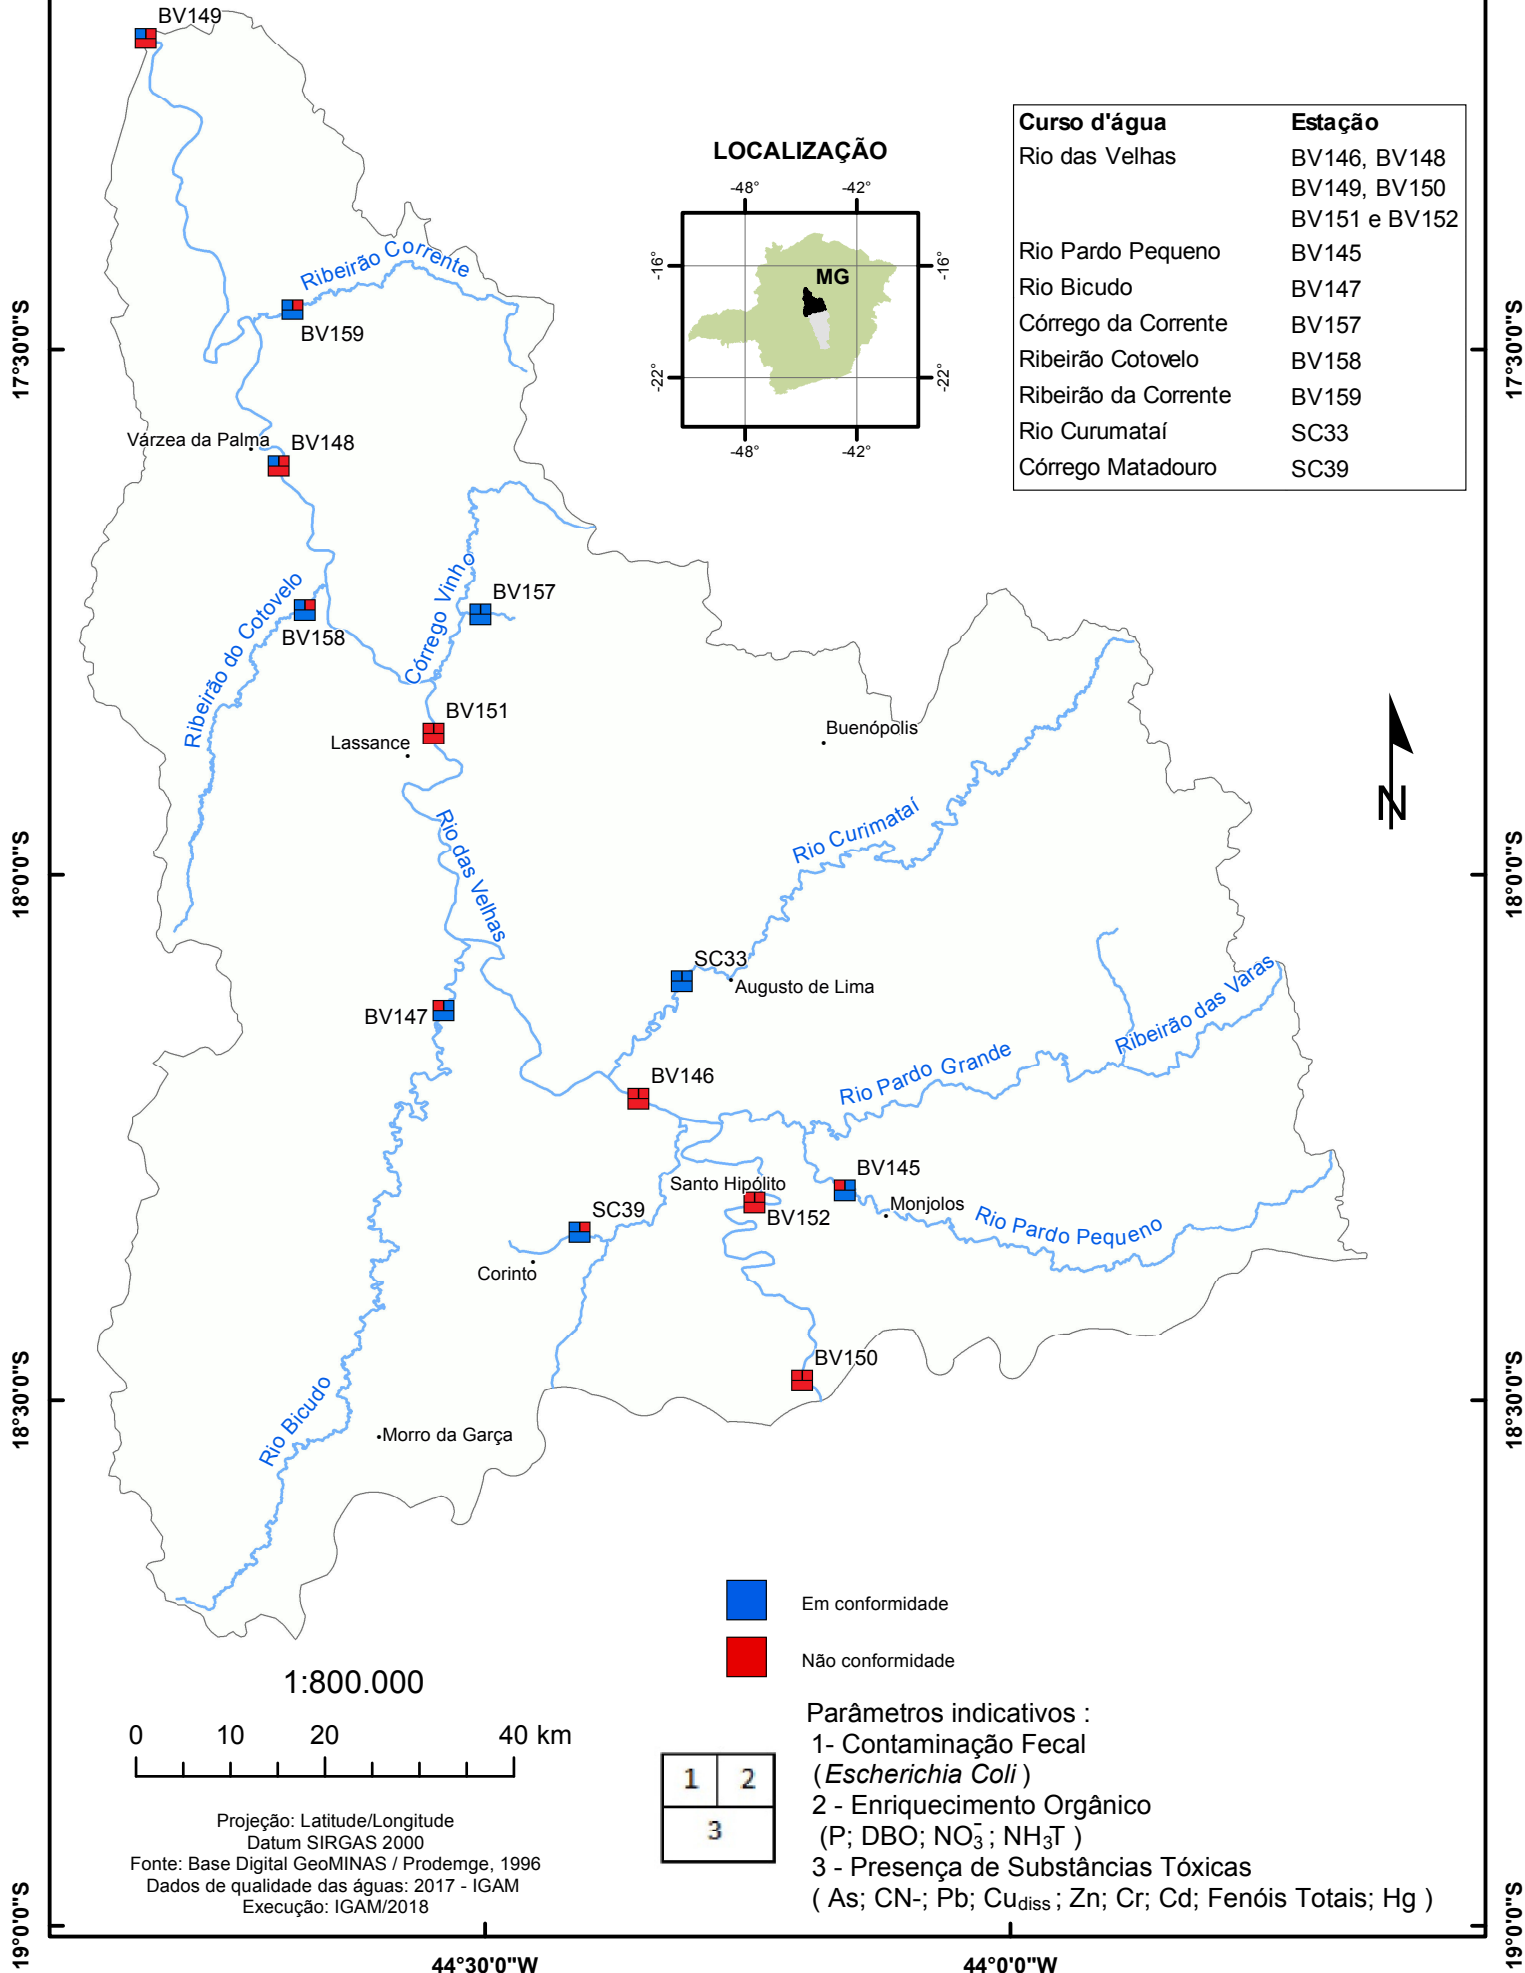 BV149
LOCALIZAÇÃO
-48°
-42°
-16°
-16°
MG
-22°
-22°
-48°
-42°
Curso d'água Estação
Rio das Velhas BV146, BV148
BV149, BV150
BV151 e BV152
Rio Pardo Pequeno BV145
Rio Bicudo BV147
Córrego da Corrente BV157
Ribeirão Cotovelo BV158
Ribeirão da Corrente BV159
Rio Curumataí SC33
Córrego Matadouro SC39
Ribeirão Corrente
BV159
17°30'0"S
17°30'0"S
Várzea da Palma
BV148
Ribeirão do Cotovelo
BV158
Córrego Vinho
BV157
BV151
Lassance
Buenópolis
N
Rio das Velhas
Rio Curimataí
18°0'0"S
18°0'0"S
SC33
Augusto de Lima
BV147
Ribeirão das Varas
Rio Pardo Grande
BV146
BV145
Santo Hipólito
Monjolos
BV152
SC39
Rio Pardo Pequeno
Corinto
BV150
18°30'0"S
18°30'0"S
Rio Bicudo
Morro da Garça
Em conformidade
Não conformidade
1:800.000
0 10 20 40 km
Projeção: Latitude/Longitude
Datum SIRGAS 2000
Fonte: Base Digital GeoMINAS / Prodemge, 1996
Dados de qualidade das águas: 2017 - IGAM
Execução: IGAM/2018
1 2
3
Parâmetros indicativos :
1- Contaminação Fecal
(Escherichia Coli )
2 - Enriquecimento Orgânico
(P; DBO; NO₃⁻; NH₃T )
3 - Presença de Substâncias Tóxicas
( As; CN-; Pb; Cudiss ; Zn; Cr; Cd; Fenóis Totais; Hg )
19°0'0"S
19°0'0"S
44°30'0"W
44°0'0"W